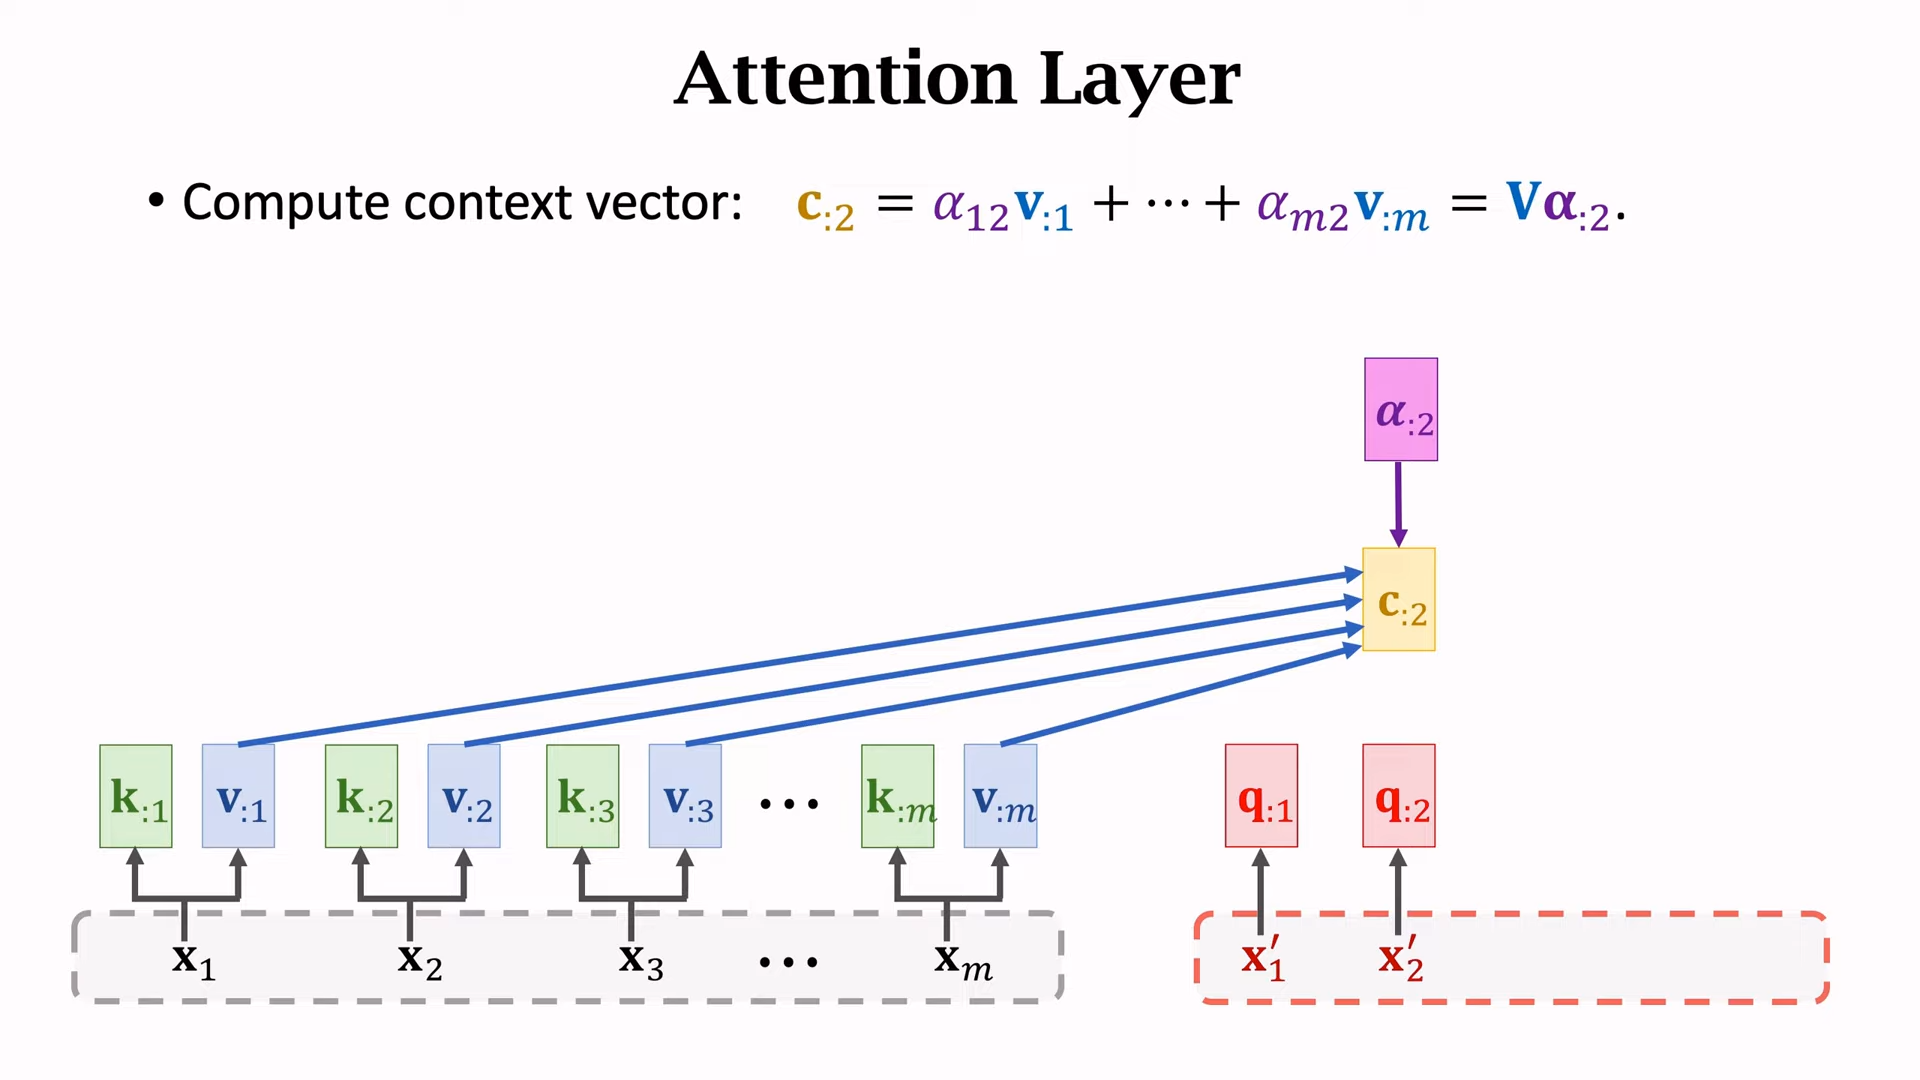 Attention Layer
• Compute context vector: c:2 = α12v:1 + ⋯ + αm2v:m = Vα:2.
α:2
c:2
k:1 v:1 k:2 v:2 k:3 v:3 ⋯ k:m v:m q:1 q:2
x1 x2 x3 ⋯ xm x′1 x′2